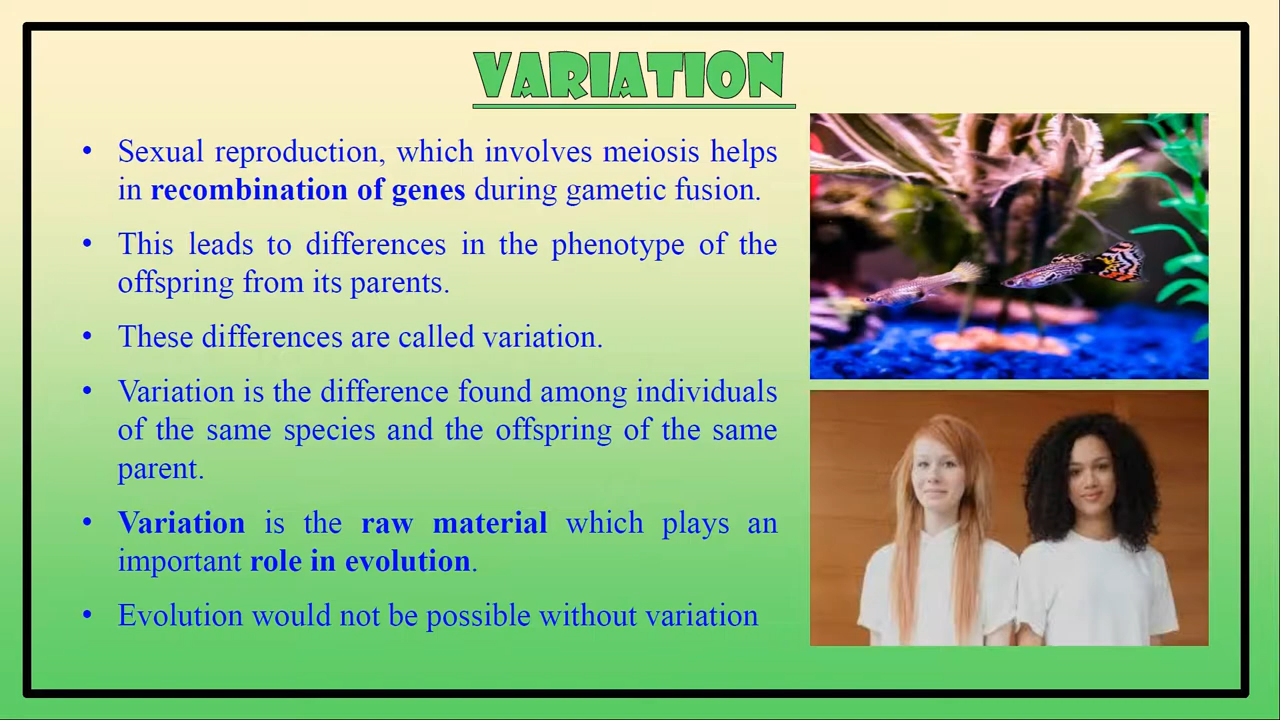 VARIATION
• Sexual reproduction, which involves meiosis helps
in recombination of genes during gametic fusion.
• This leads to differences in the phenotype of the
offspring from its parents.
• These differences are called variation.
• Variation is the difference found among individuals
of the same species and the offspring of the same
parent.
• Variation is the raw material which plays an
important role in evolution.
• Evolution would not be possible without variation